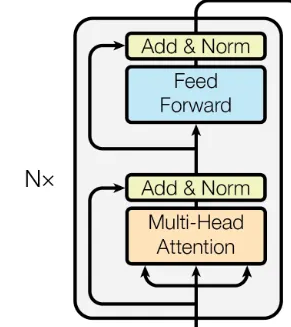 Add & Norm
Feed
Forward
N×
Add & Norm
Multi-Head
Attention